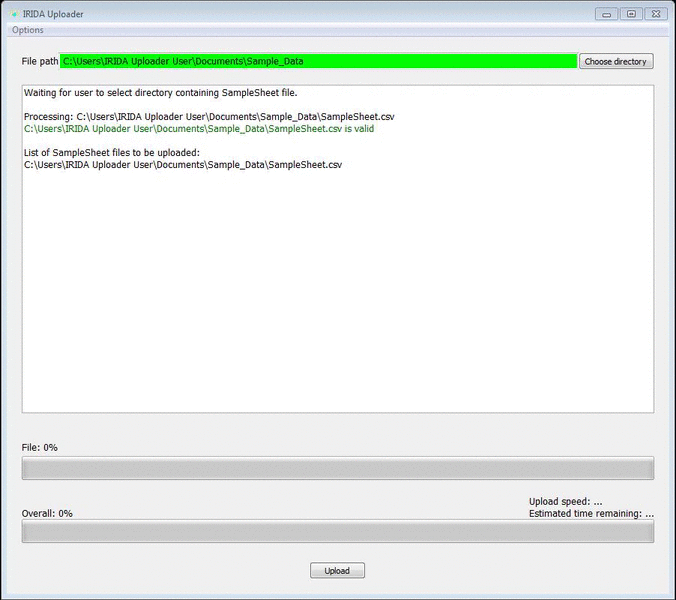 IRIDA Uploader
Options
File path C:\Users\IRIDA Uploader User\Documents\Sample_Data Choose directory
Waiting for user to select directory containing SampleSheet file.
Processing: C:\Users\IRIDA Uploader User\Documents\Sample_Data\SampleSheet.csv
C:\Users\IRIDA Uploader User\Documents\Sample_Data\SampleSheet.csv is valid
List of SampleSheet files to be uploaded:
C:\Users\IRIDA Uploader User\Documents\Sample_Data\SampleSheet.csv
File: 0%
Upload speed: ...
Overall: 0% Estimated time remaining: ...
Upload